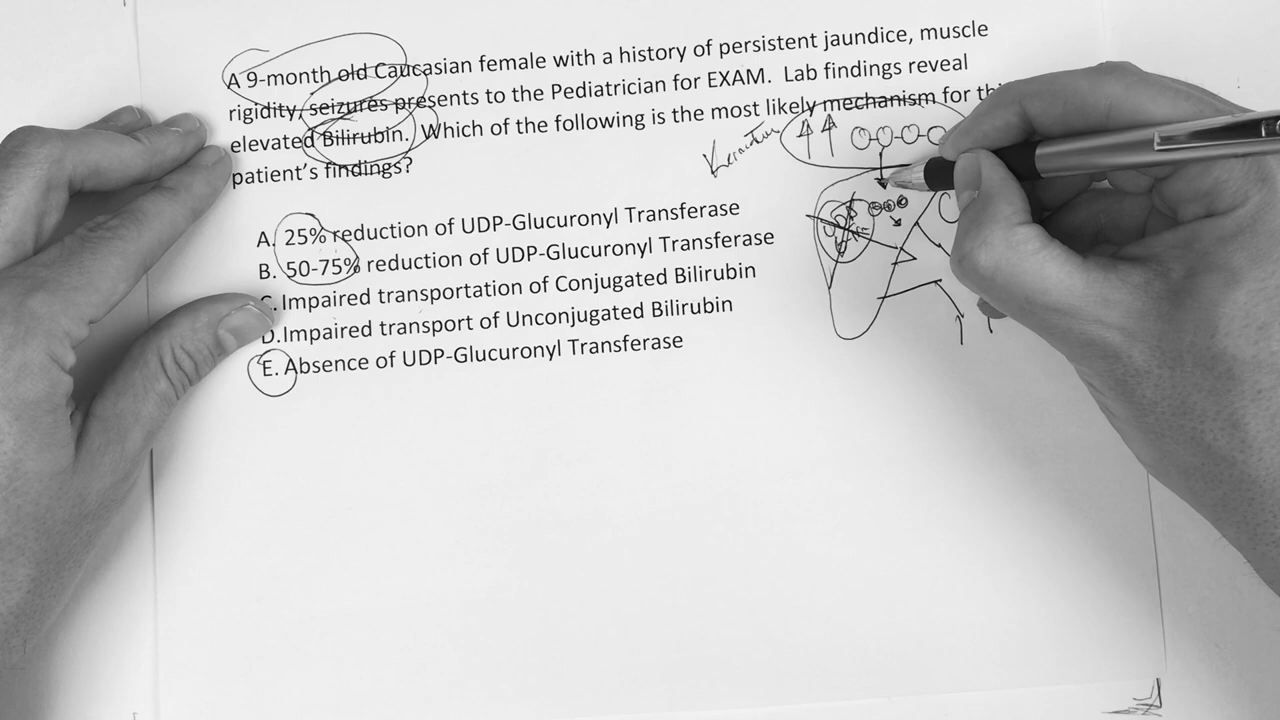 A 9-month old Caucasian female with a history of persistent jaundice, muscle
rigidity, seizures presents to the Pediatrician for EXAM. Lab findings reveal
elevated Bilirubin. Which of the following is the most likely mechanism for
patient's findings?
Kernicterus
A. 25% reduction of UDP-Glucuronyl Transferase
B. 50-75% reduction of UDP-Glucuronyl Transferase
C. Impaired transportation of Conjugated Bilirubin
D. Impaired transport of Unconjugated Bilirubin
E. Absence of UDP-Glucuronyl Transferase